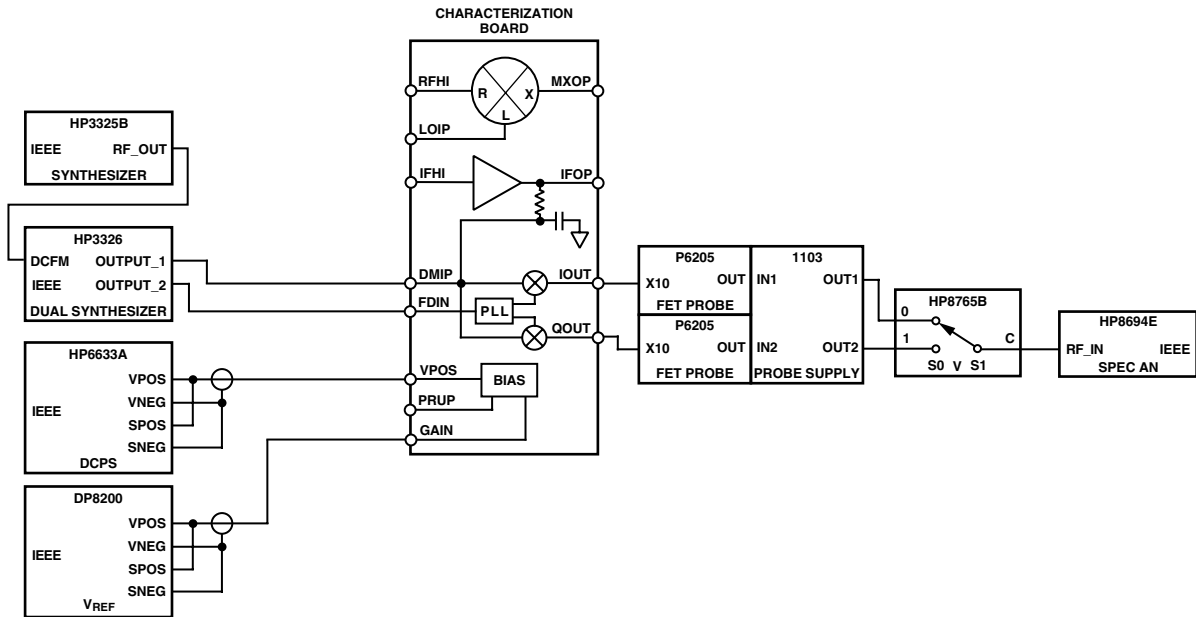 CHARACTERIZATION
BOARD
RFHI
R
X
L
MXOP
LOIP
IFHI
IFOP
HP3325B
IEEE
RF_OUT
SYNTHESIZER
HP3326
DCFM
OUTPUT_1
IEEE
OUTPUT_2
DUAL SYNTHESIZER
DMIP
IOUT
FDIN
PLL
QOUT
P6205
X10
OUT
FET PROBE
P6205
X10
OUT
FET PROBE
1103
IN1
OUT1
IN2
OUT2
PROBE SUPPLY
HP8765B
0
1
C
S0
V
S1
HP8694E
RF_IN
IEEE
SPEC AN
HP6633A
VPOS
VNEG
IEEE
SPOS
SNEG
DCPS
VPOS
BIAS
PRUP
GAIN
DP8200
VPOS
VNEG
IEEE
SPOS
SNEG
VREF